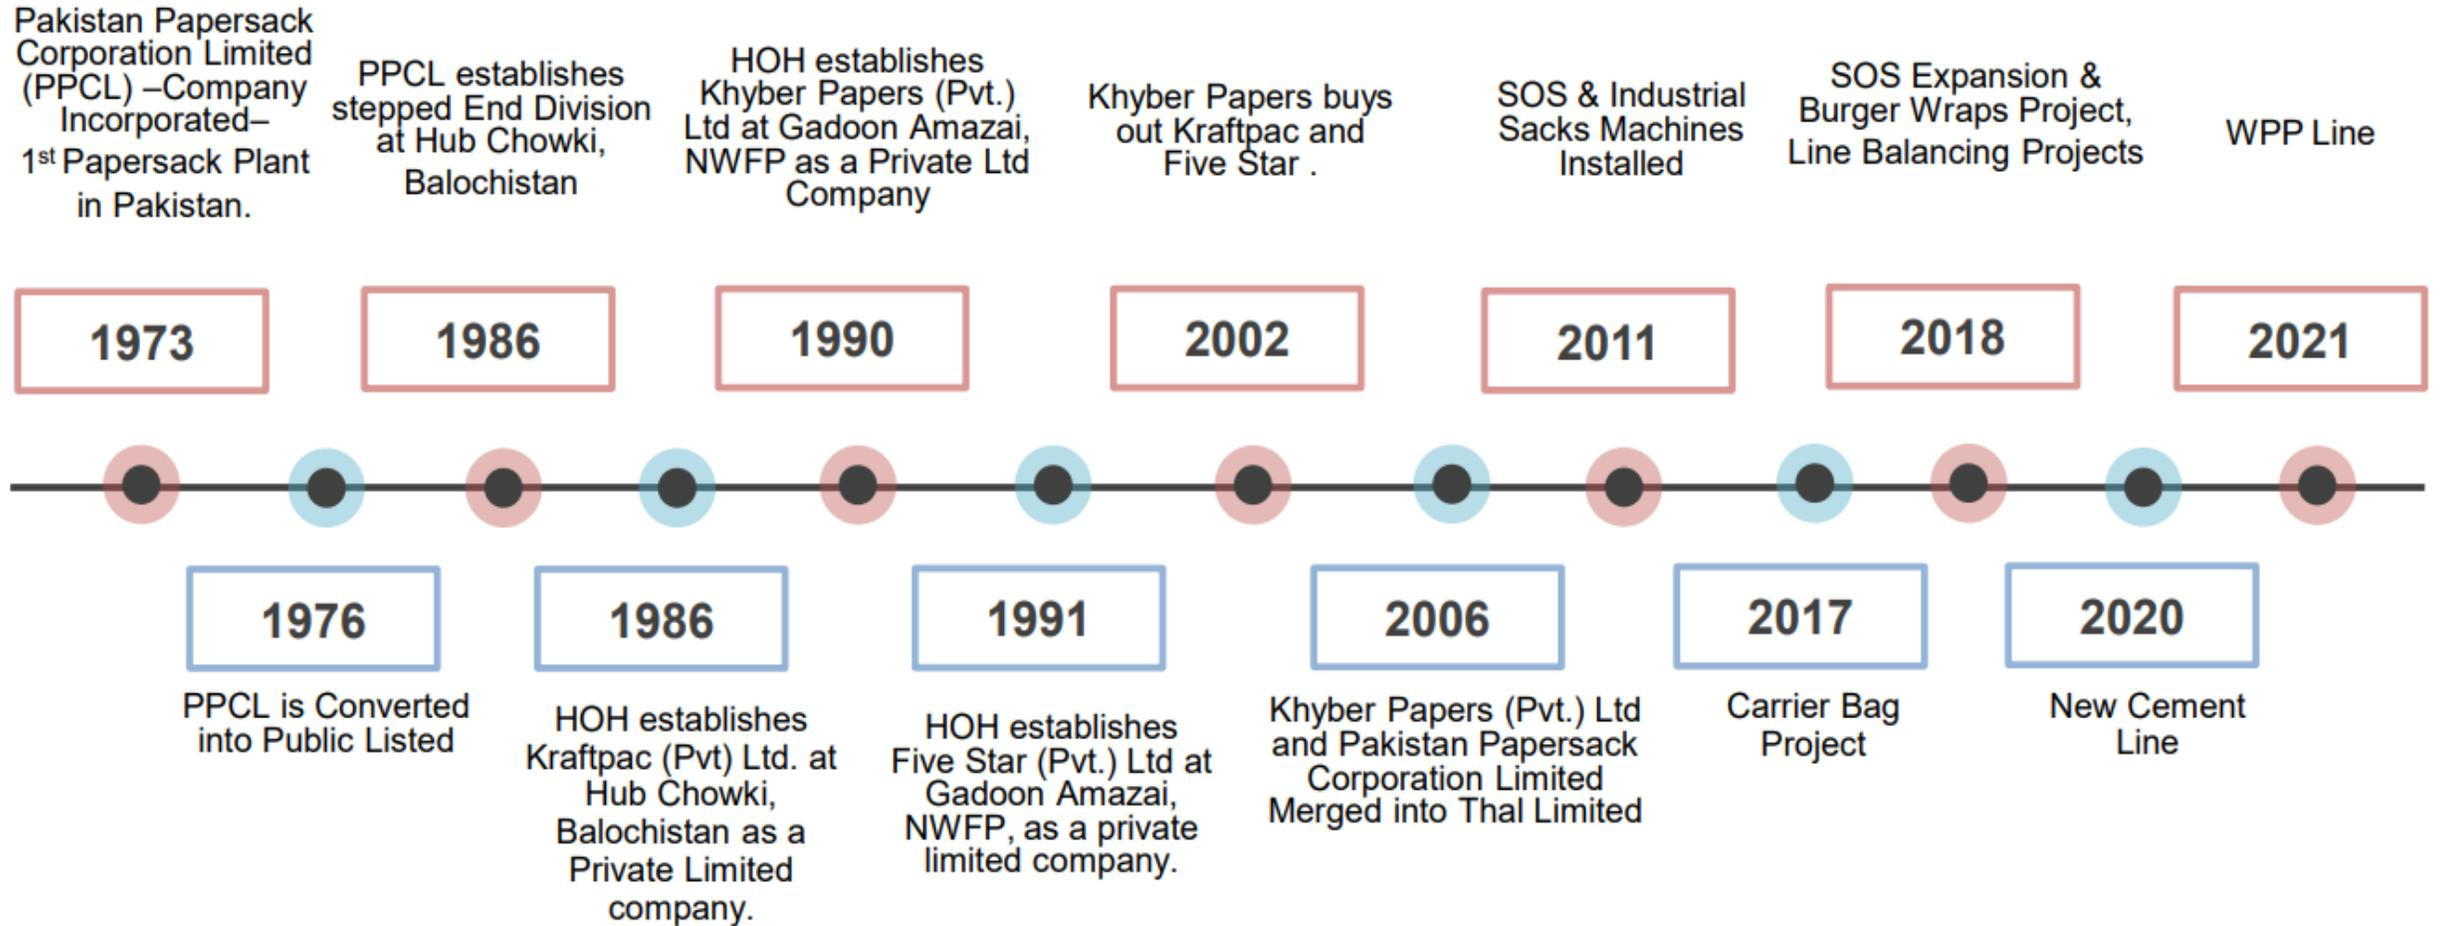 Pakistan Papersack
Corporation Limited
(PPCL) –Company
Incorporated–
1st Papersack Plant
in Pakistan.
PPCL establishes
stepped End Division
at Hub Chowki,
Balochistan
HOH establishes
Khyber Papers (Pvt.)
Ltd at Gadoon Amazai,
NWFP as a Private Ltd
Company
Khyber Papers buys
out Kraftpac and
Five Star .
SOS & Industrial
Sacks Machines
Installed
SOS Expansion &
Burger Wraps Project,
Line Balancing Projects
WPP Line
1973
1986
1990
2002
2011
2018
2021
1976
1986
1991
2006
2017
2020
PPCL is Converted
into Public Listed
HOH establishes
Kraftpac (Pvt) Ltd. at
Hub Chowki,
Balochistan as a
Private Limited
company.
HOH establishes
Five Star (Pvt.) Ltd at
Gadoon Amazai,
NWFP, as a private
limited company.
Khyber Papers (Pvt.) Ltd
and Pakistan Papersack
Corporation Limited
Merged into Thal Limited
Carrier Bag
Project
New Cement
Line